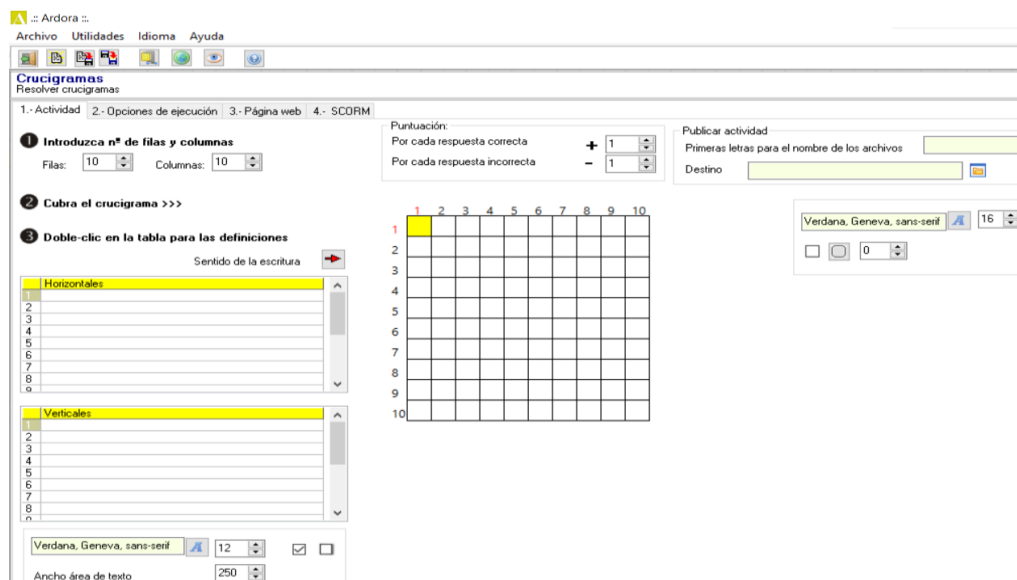 .:: Ardora ::.
Archivo Utilidades Idioma Ayuda
Crucigramas
Resolver crucigramas
1.- Actividad 2.- Opciones de ejecución 3.- Página web 4.- SCORM
1 Introduzca nº de filas y columnas
Filas: 10 Columnas: 10
2 Cubra el crucigrama >>>
3 Doble-clic en la tabla para las definiciones
Sentido de la escritura
Horizontales
1
2
3
4
5
6
7
8
9
Verticales
1
2
3
4
5
6
7
8
9
Verdana, Geneva, sans-serif A 12
Ancho área de texto 250
Puntuación:
Por cada respuesta correcta + 1
Por cada respuesta incorrecta - 1
1 2 3 4 5 6 7 8 9 10
1
2
3
4
5
6
7
8
9
10
Publicar actividad
Primeras letras para el nombre de los archivos
Destino
Verdana, Geneva, sans-serif A 16
0